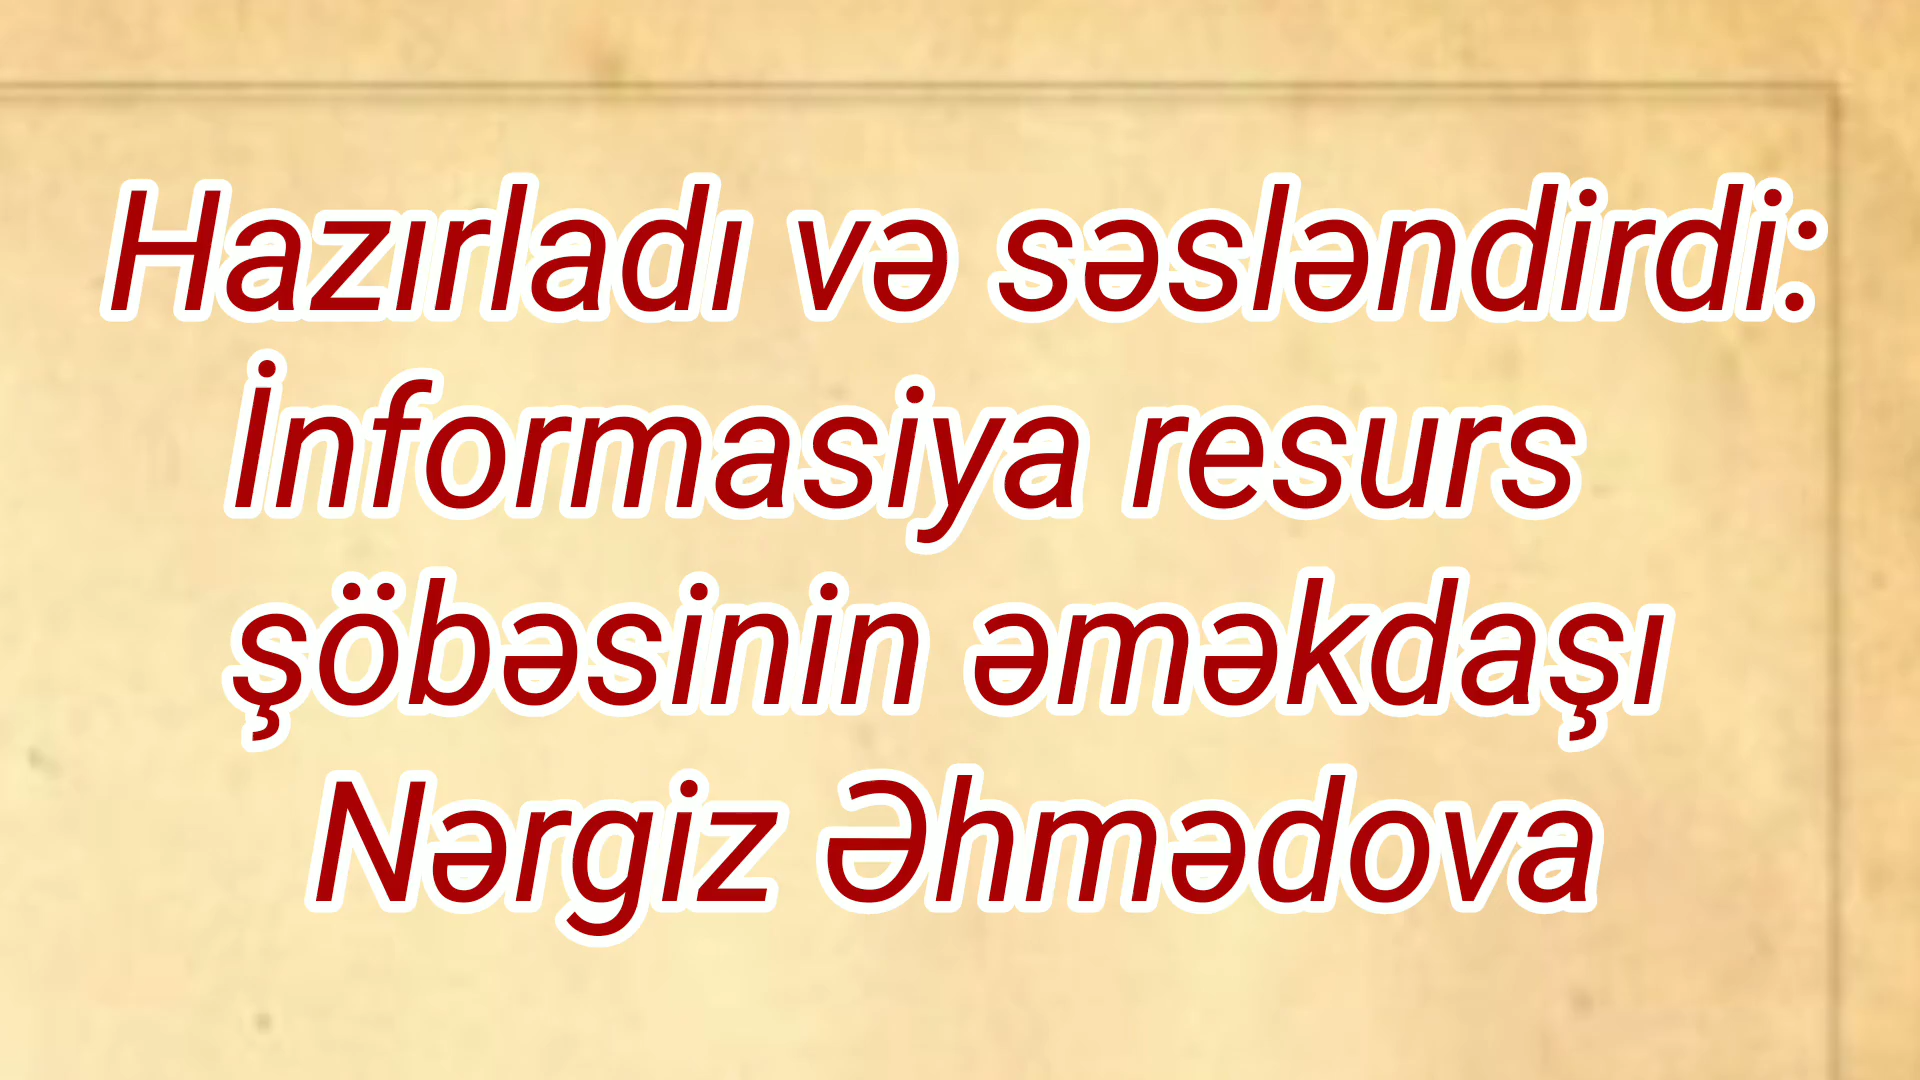 Hazırladı və səsləndirdi:
İnformasiya resurs
şöbəsinin əməkdaşı
Nərgiz Əhmədova